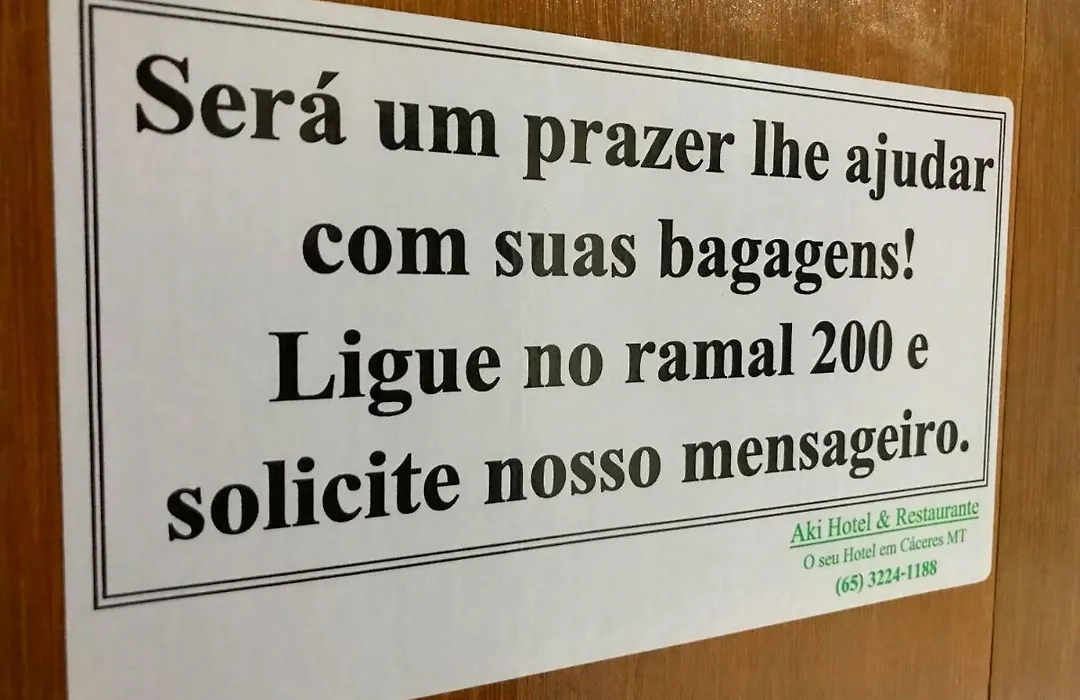 Será um prazer lhe ajudar
com suas bagagens!
Ligue no ramal 200 e
solicite nosso mensageiro.
Aki Hotel & Restaurante
O seu Hotel em Cáceres MT
(65) 3224-1188